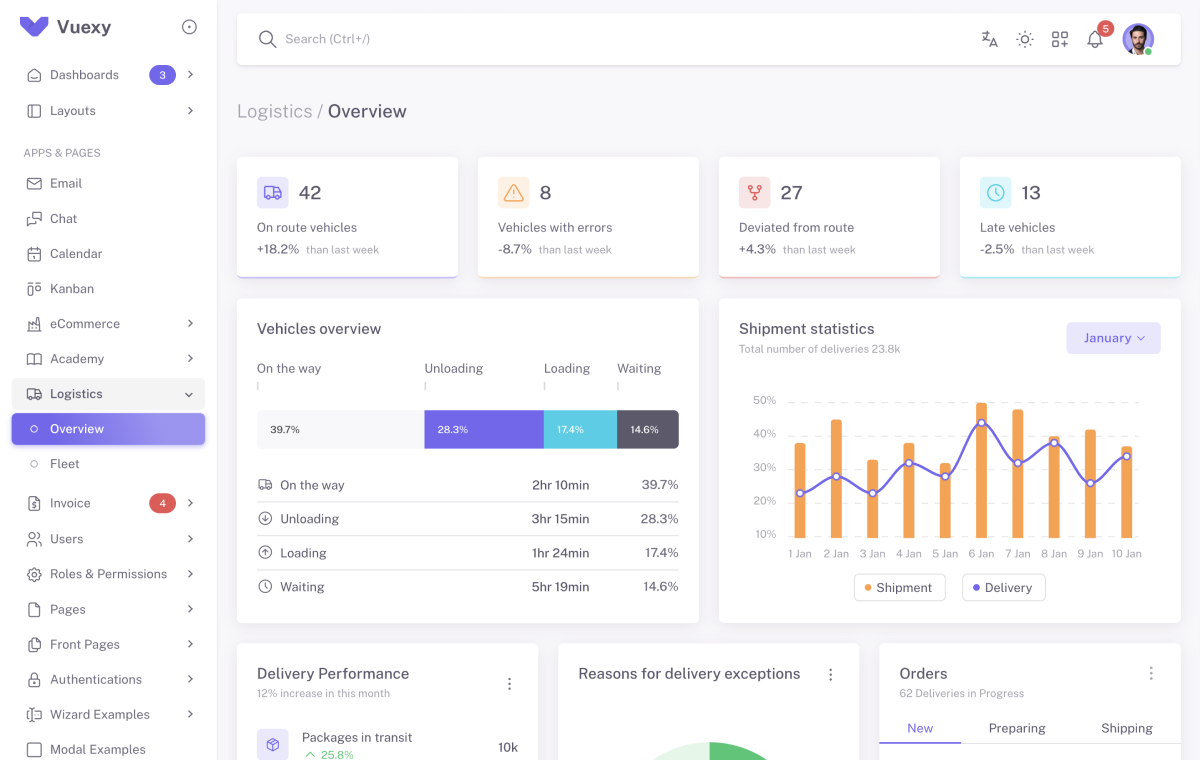 Vuexy
Search (Ctrl+/)
5
Dashboards 3
Layouts
APPS & PAGES
Email
Chat
Calendar
Kanban
eCommerce
Academy
Logistics
Overview
Fleet
Invoice 4
Users
Roles & Permissions
Pages
Front Pages
Authentications
Wizard Examples
Modal Examples
Logistics / Overview
42
On route vehicles
+18.2% than last week
8
Vehicles with errors
-8.7% than last week
27
Deviated from route
+4.3% than last week
13
Late vehicles
-2.5% than last week
Vehicles overview
On the way Unloading Loading Waiting
39.7% 28.3% 17.4% 14.6%
On the way 2hr 10min 39.7%
Unloading 3hr 15min 28.3%
Loading 1hr 24min 17.4%
Waiting 5hr 19min 14.6%
Shipment statistics
Total number of deliveries 23.8k
January
50%
40%
30%
20%
10%
1 Jan 2 Jan 3 Jan 4 Jan 5 Jan 6 Jan 7 Jan 8 Jan 9 Jan 10 Jan
Shipment Delivery
Delivery Performance
12% increase in this month
Packages in transit
25.8%
10k
Reasons for delivery exceptions
Orders
62 Deliveries in Progress
New Preparing Shipping